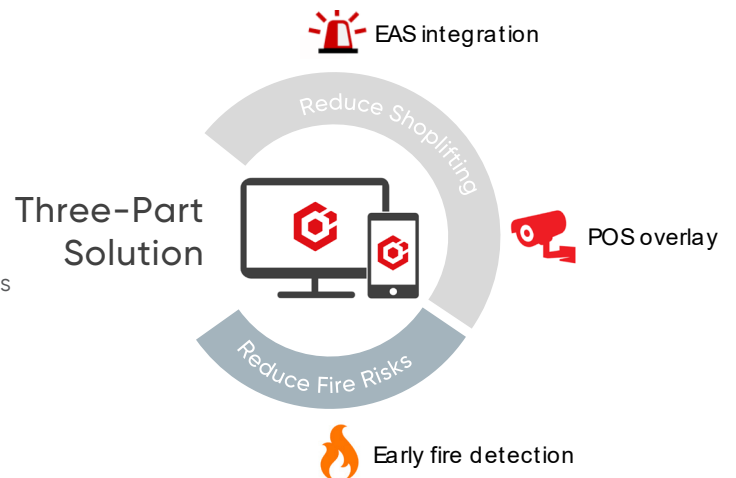 EAS integration
Reduce Shoplifting
Three-Part
Solution
POS overlay
s
Reduce Fire Risks
Early fire detection